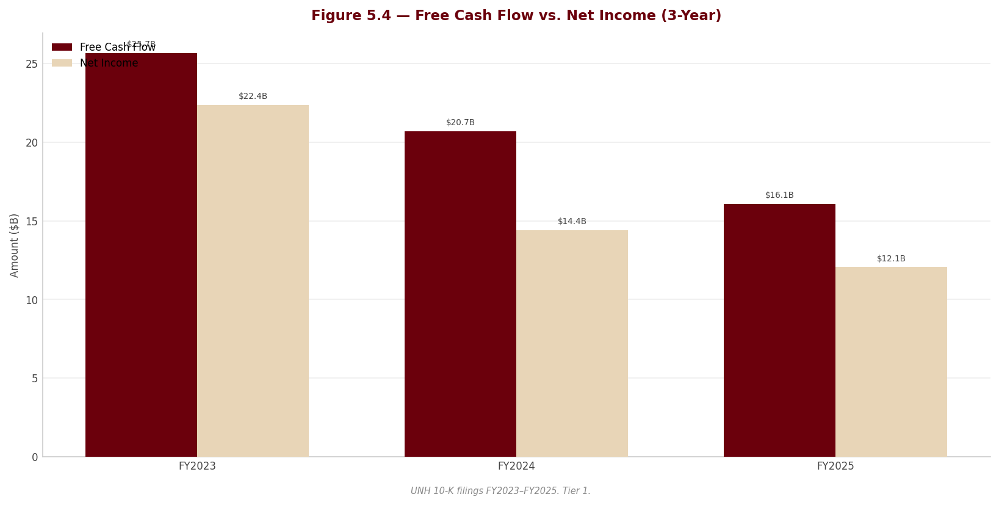 Figure 5.4 — Free Cash Flow vs. Net Income (3-Year)
Free Cash Flow
Net Income
$25.7B
$22.4B
$20.7B
$14.4B
$16.1B
$12.1B
Amount ($B)
25
20
15
10
5
0
FY2023
FY2024
FY2025
UNH 10-K filings FY2023–FY2025. Tier 1.